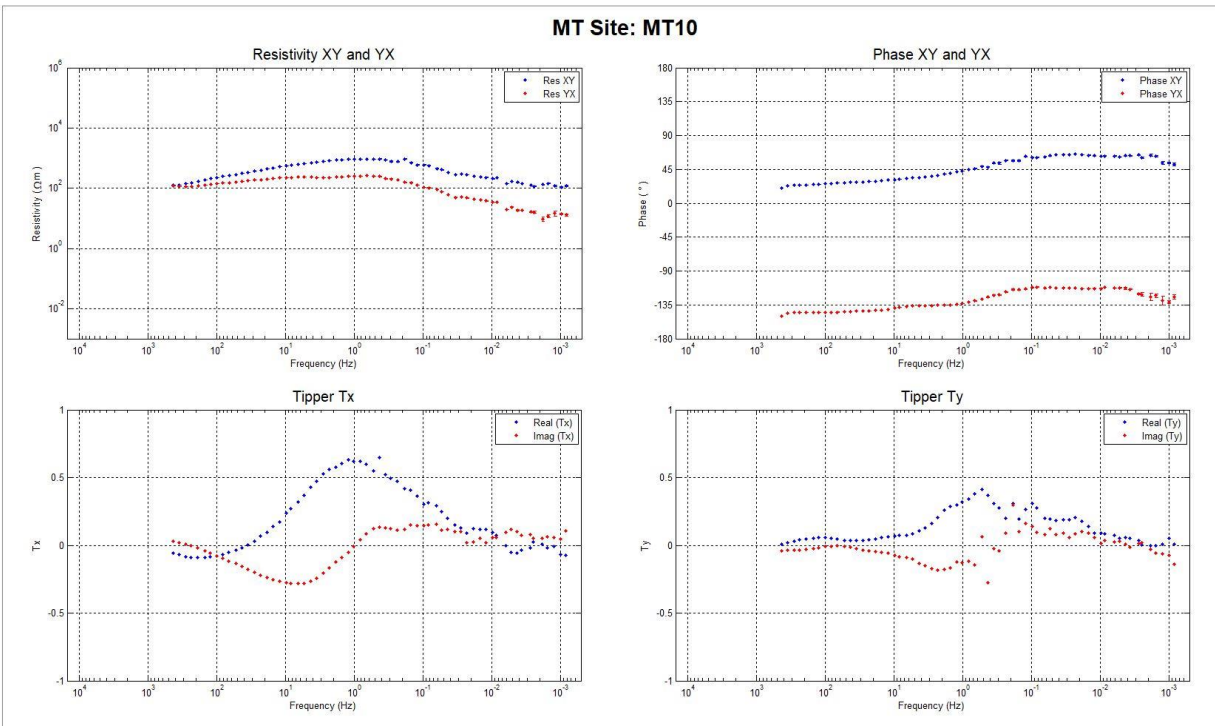 MT Site: MT10
Resistivity XY and YX
10^6
10^4
10^2
10^0
10^-2
Resistivity (Ωm)
Res XY
Res YX
10^4 10^3 10^2 10^1 10^0 10^-1 10^-2 10^-3
Frequency (Hz)
Phase XY and YX
180
135
90
45
0
-45
-90
-135
-180
Phase (°)
Phase XY
Phase YX
10^4 10^3 10^2 10^1 10^0 10^-1 10^-2 10^-3
Frequency (Hz)
Tipper Tx
1
0.5
0
-0.5
-1
Tx
Real (Tx)
Imag (Tx)
10^4 10^3 10^2 10^1 10^0 10^-1 10^-2 10^-3
Frequency (Hz)
Tipper Ty
1
0.5
0
-0.5
-1
Ty
Real (Ty)
Imag (Ty)
10^4 10^3 10^2 10^1 10^0 10^-1 10^-2 10^-3
Frequency (Hz)